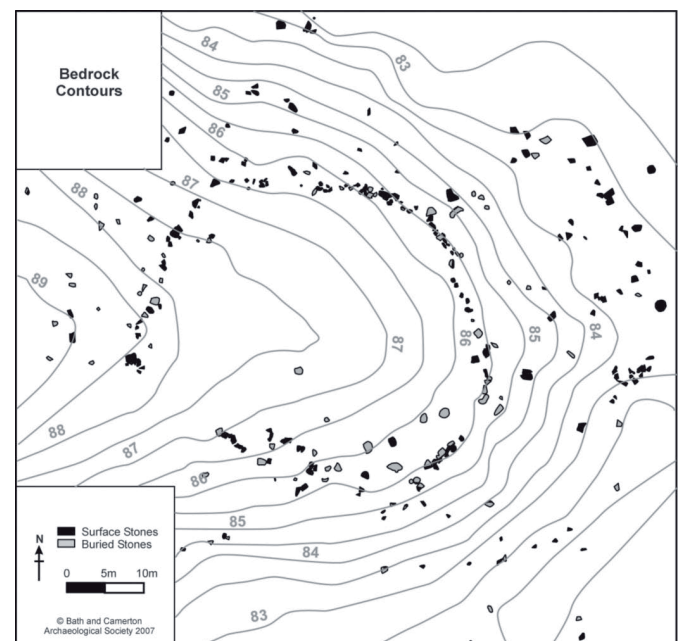 Bedrock
Contours
84
83
85
86
88
87
89
87
86
85
84
88
87
86
85
84
83
Surface Stones
Buried Stones
N
0 5m 10m
© Bath and Camerton
Archaeological Society 2007